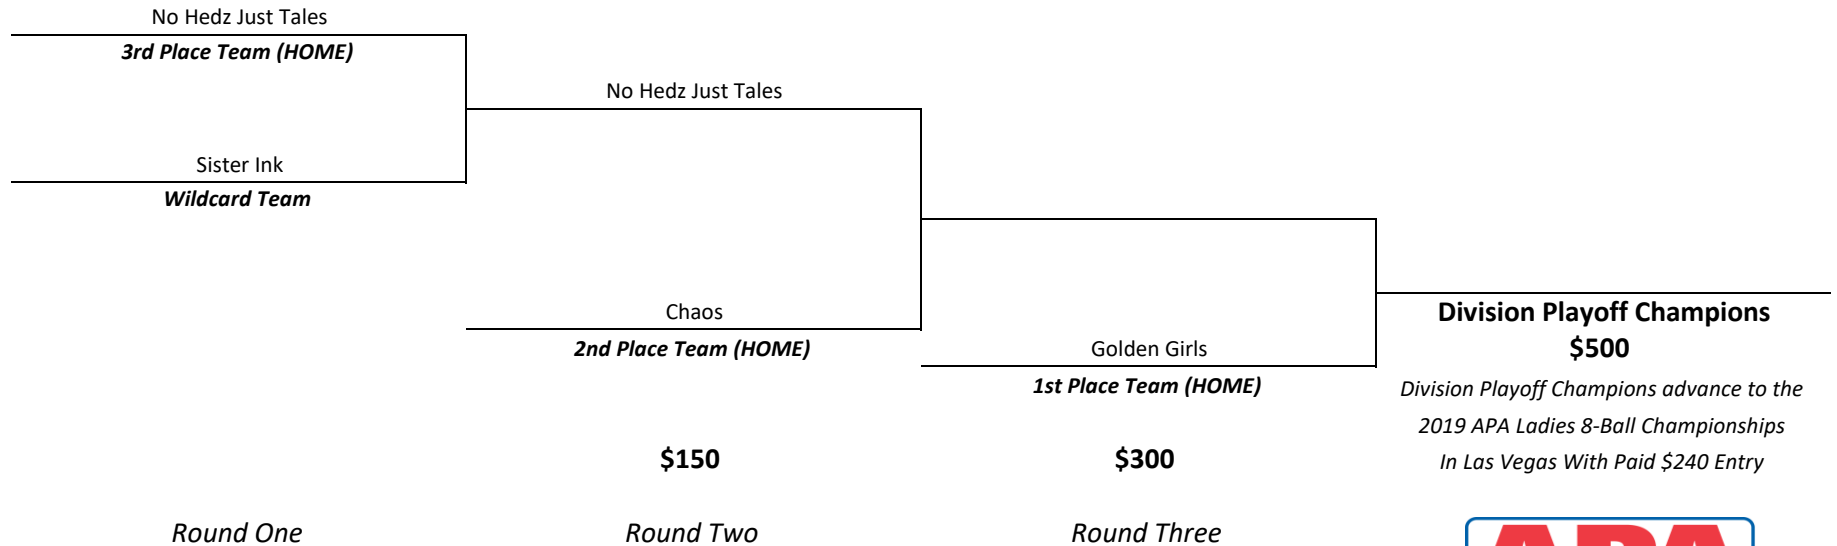 No Hedz Just Tales
3rd Place Team (HOME)
No Hedz Just Tales
Sister Ink
Wildcard Team
Chaos
2nd Place Team (HOME)
Golden Girls
1st Place Team (HOME)
Division Playoff Champions
$500
Division Playoff Champions advance to the
2019 APA Ladies 8-Ball Championships
In Las Vegas With Paid $240 Entry
$150
$300
Round One
Round Two
Round Three
APA